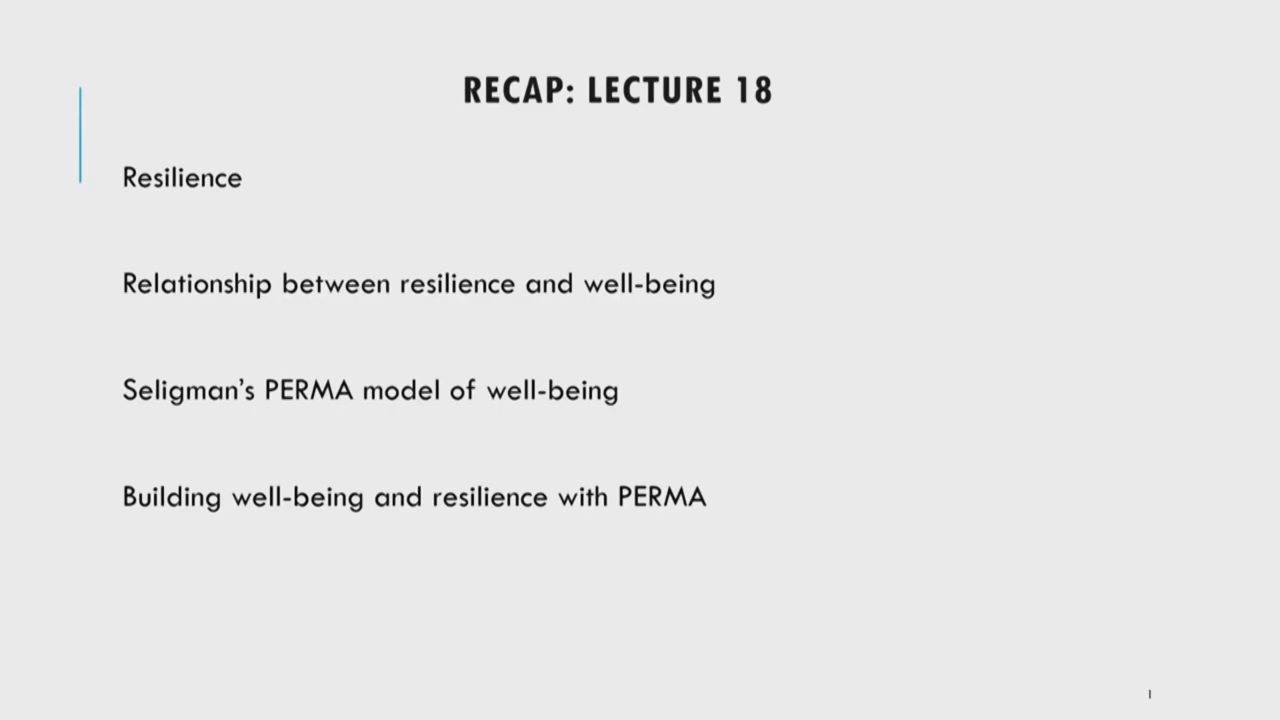 RECAP: LECTURE 18
Resilience
Relationship between resilience and well-being
Seligman’s PERMA model of well-being
Building well-being and resilience with PERMA
1